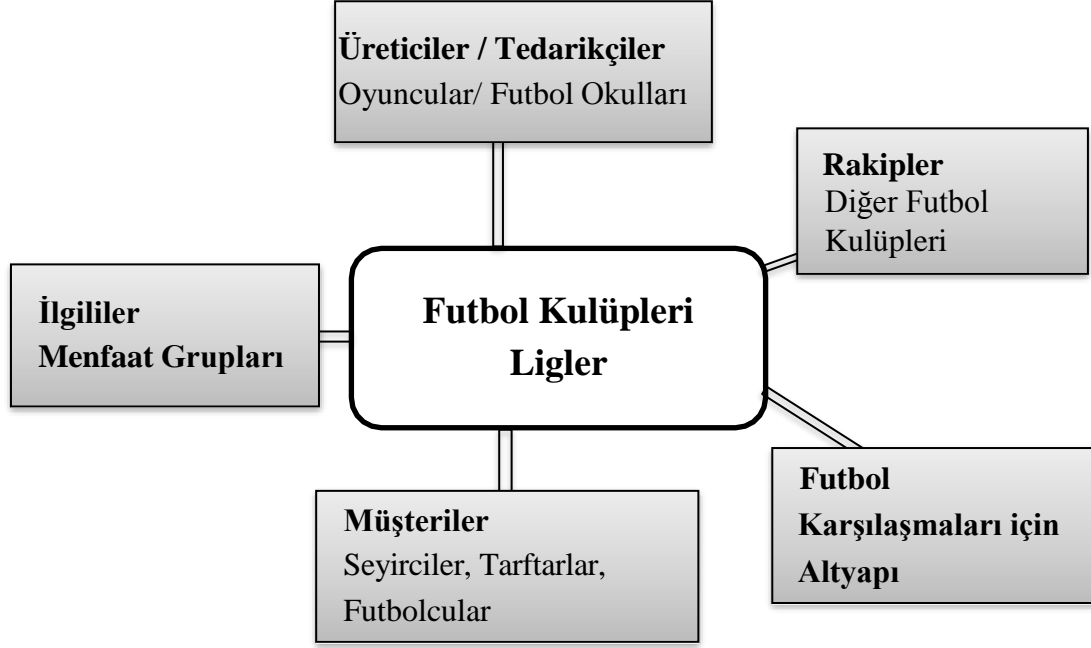 Üreticiler / Tedarikçiler
Oyuncular/ Futbol Okulları
Rakipler
Diğer Futbol
Kulüpleri
İlgililer
Menfaat Grupları
Futbol Kulüpleri
Ligler
Müşteriler
Seyirciler, Tarftarlar,
Futbolcular
Futbol
Karşılaşmaları için
Altyapı